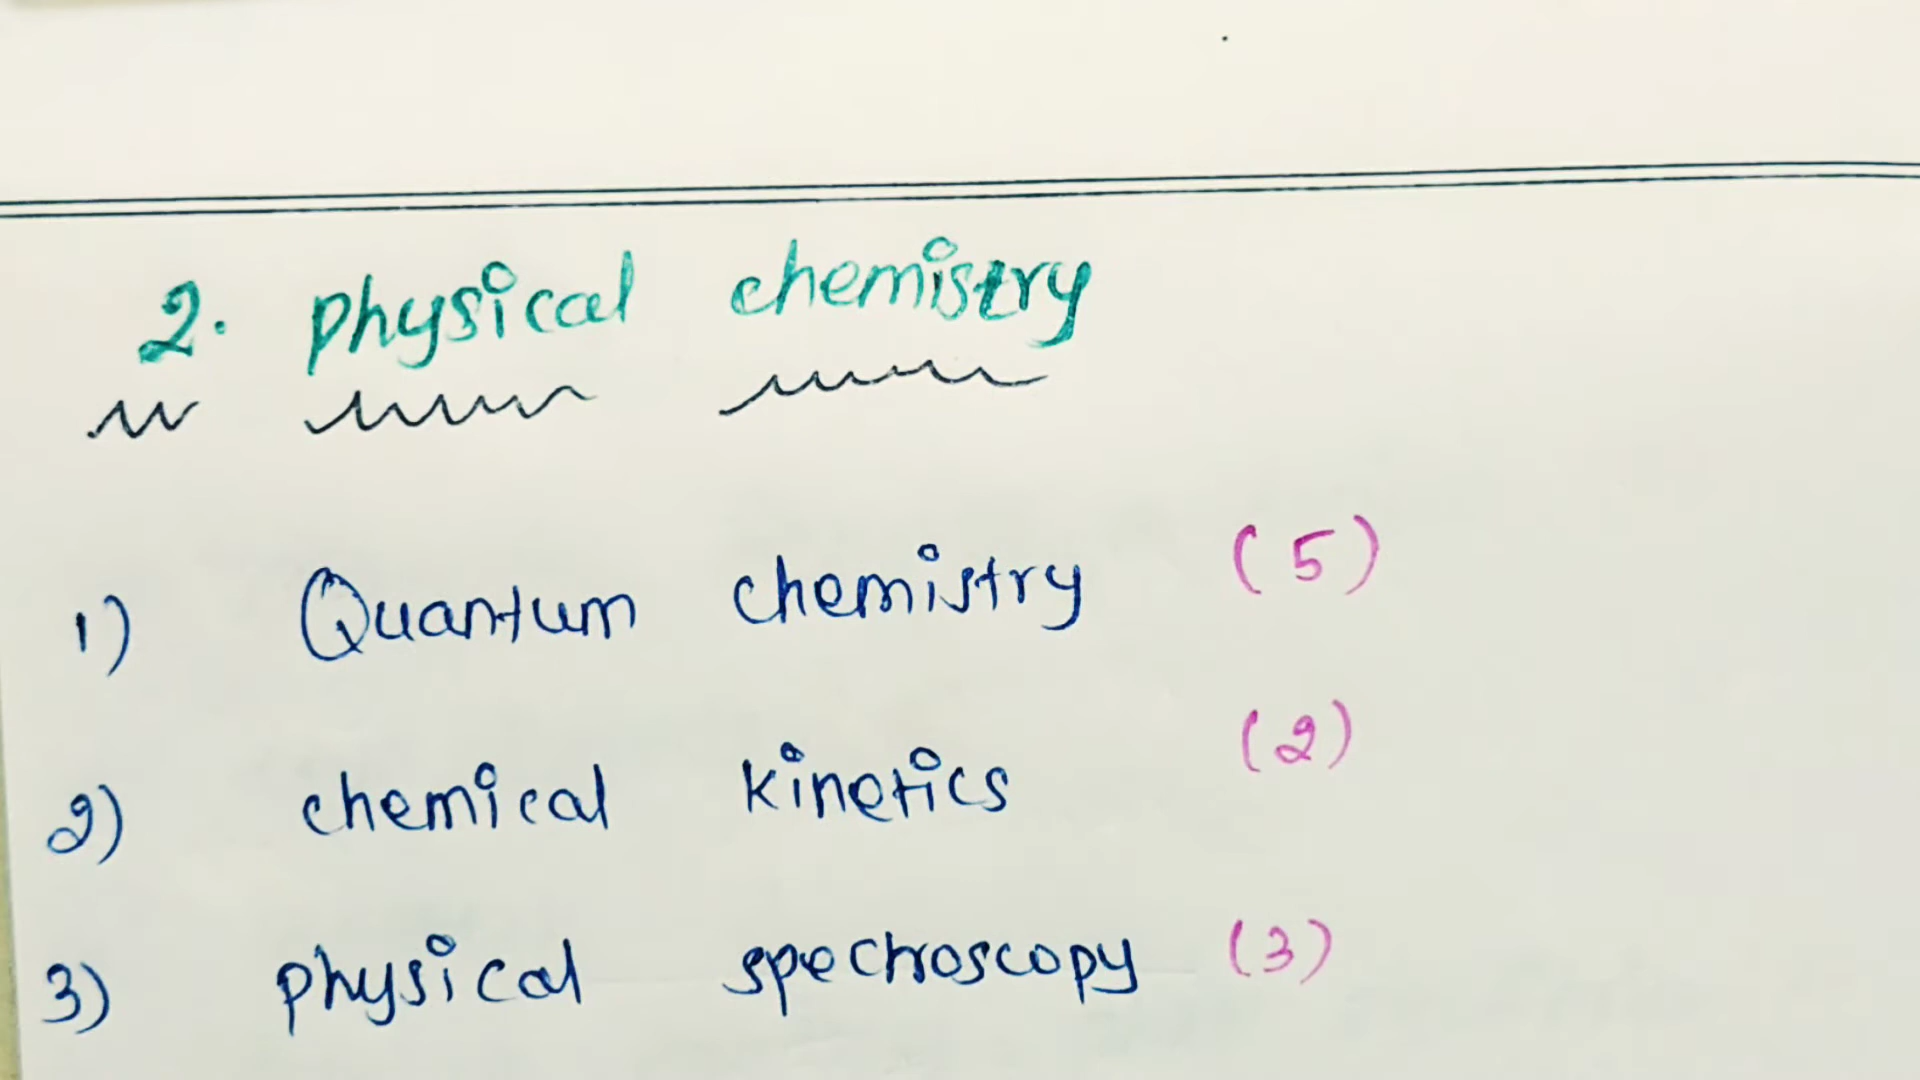 2. physical chemistry
1) Quantum chemistry (5)
2) chemical kinetics (2)
3) physical spectroscopy (3)